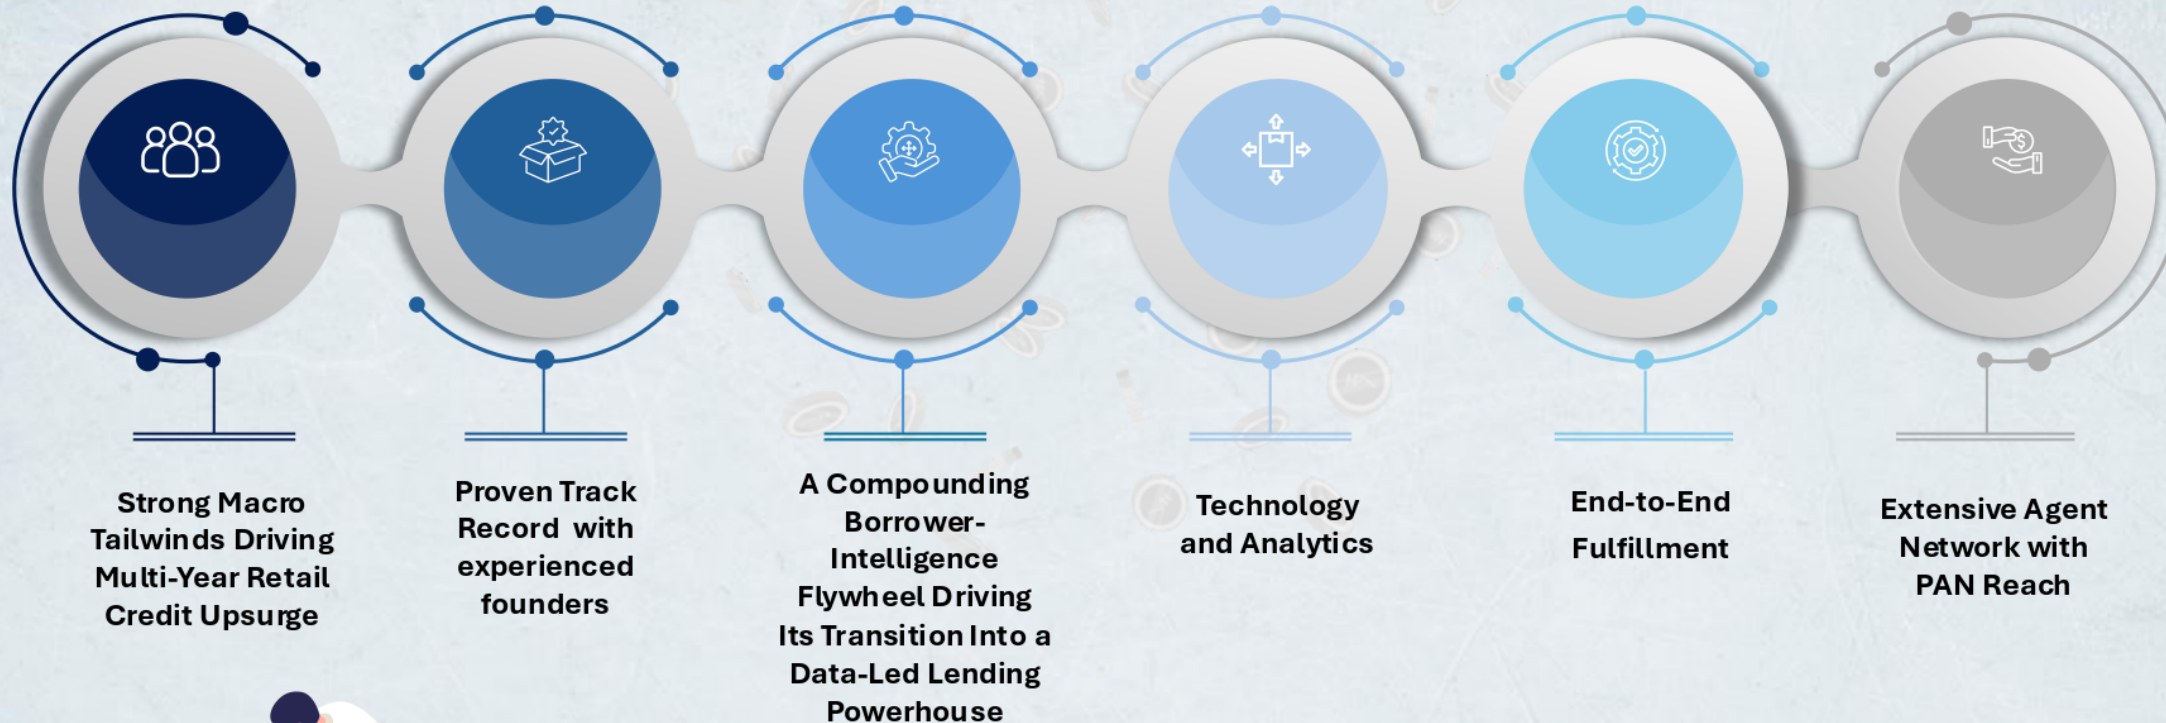 Strong Macro
Tailwinds Driving
Multi-Year Retail
Credit Upsurge
Proven Track
Record with
experienced
founders
A Compounding
Borrower-
Intelligence
Flywheel Driving
Its Transition Into a
Data-Led Lending
Powerhouse
Technology
and Analytics
End-to-End
Fulfillment
Extensive Agent
Network with
PAN Reach